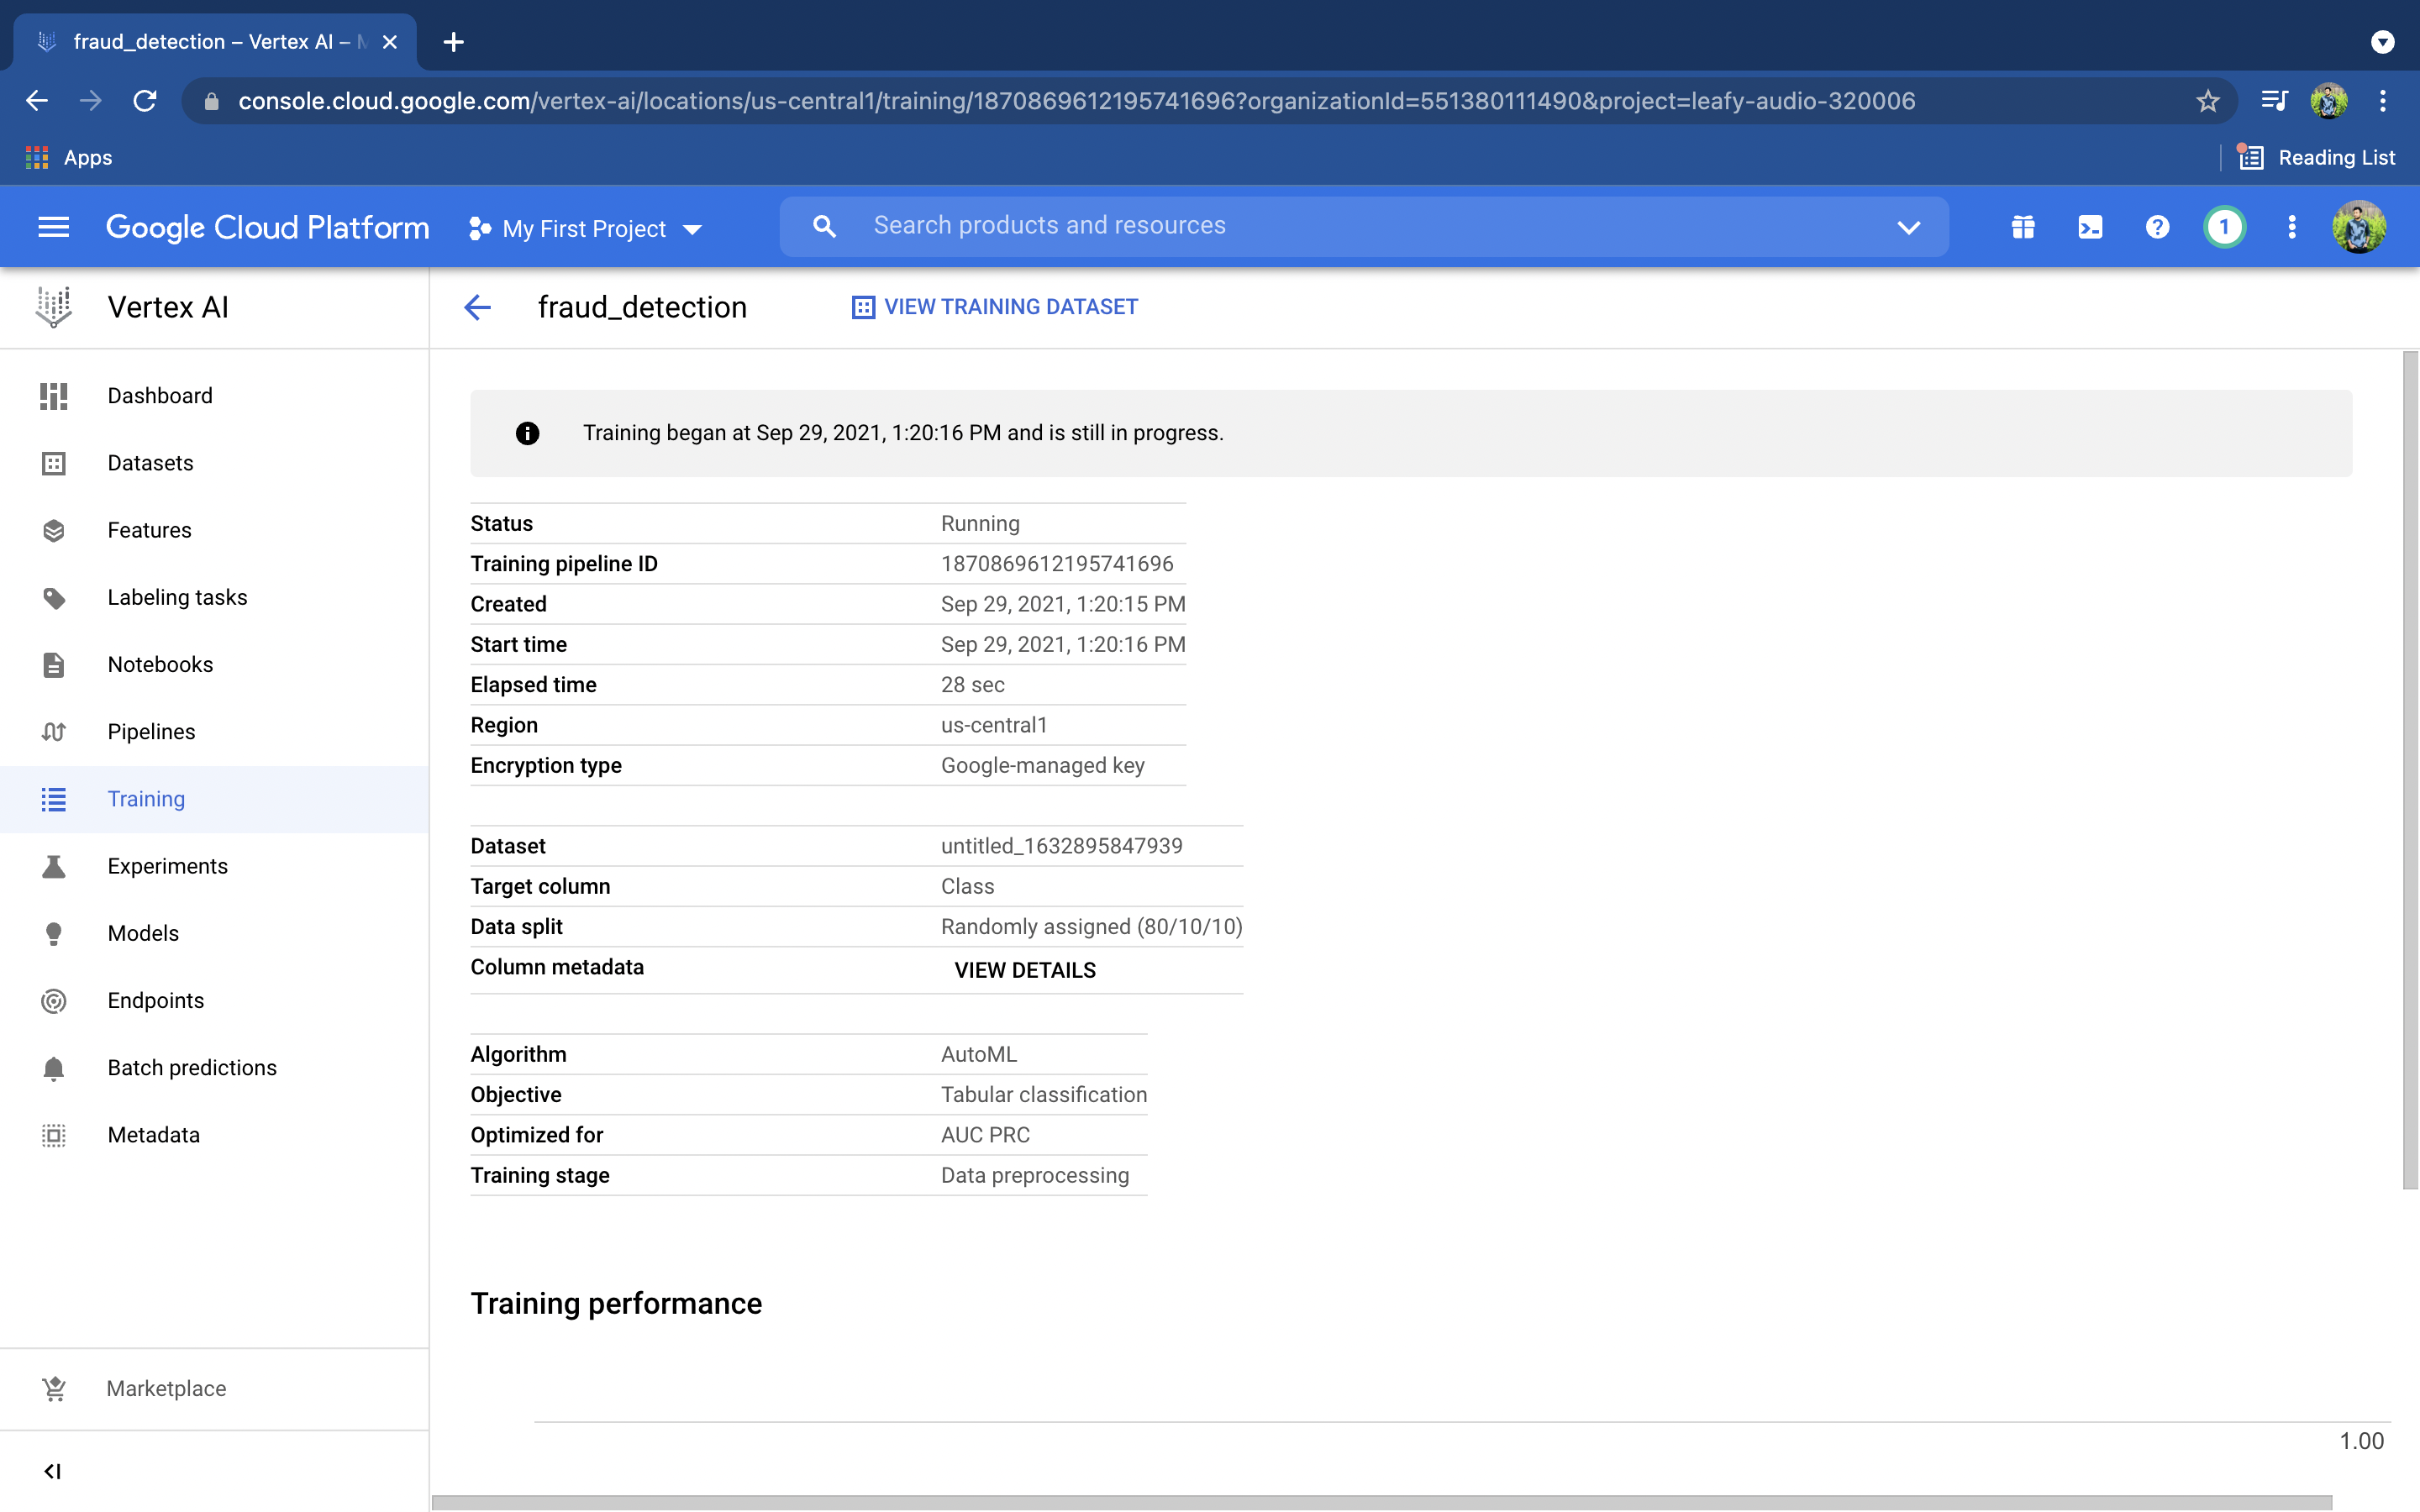 fraud_detection – Vertex AI –
console.cloud.google.com/vertex-ai/locations/us-central1/training/1870869612195741696?organizationId=551380111490&project=leafy-audio-320006
Apps
Reading List
Google Cloud Platform
My First Project
Search products and resources
1
Vertex AI
fraud_detection
VIEW TRAINING DATASET
Dashboard
Datasets
Features
Labeling tasks
Notebooks
Pipelines
Training
Experiments
Models
Endpoints
Batch predictions
Metadata
Marketplace
Training began at Sep 29, 2021, 1:20:16 PM and is still in progress.
Status Running
Training pipeline ID 1870869612195741696
Created Sep 29, 2021, 1:20:15 PM
Start time Sep 29, 2021, 1:20:16 PM
Elapsed time 28 sec
Region us-central1
Encryption type Google-managed key
Dataset untitled_1632895847939
Target column Class
Data split Randomly assigned (80/10/10)
Column metadata VIEW DETAILS
Algorithm AutoML
Objective Tabular classification
Optimized for AUC PRC
Training stage Data preprocessing
Training performance
1.00